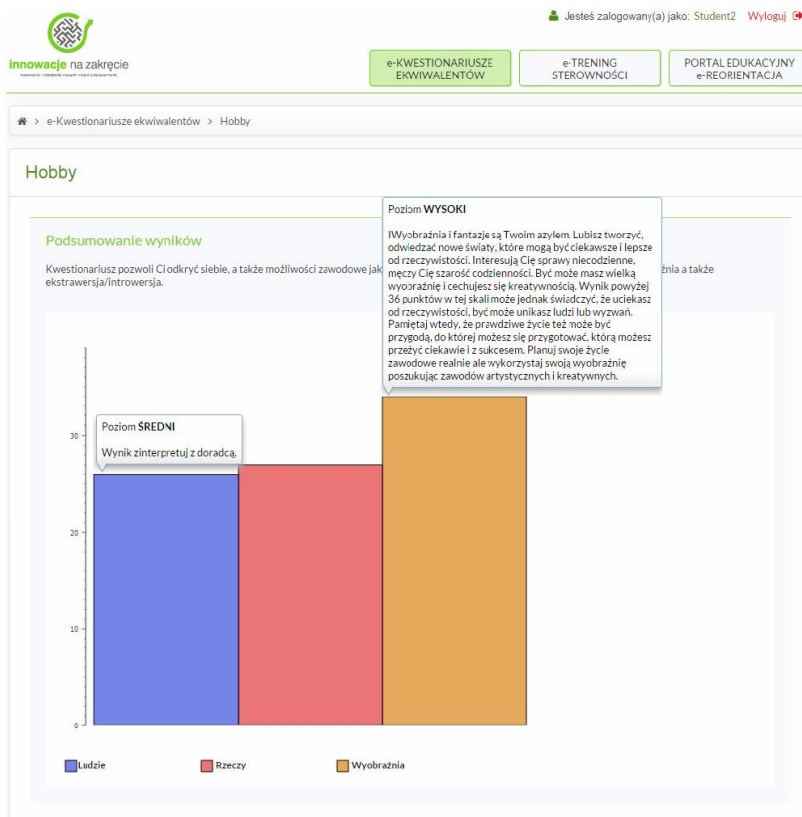 Jesteś zalogowany(a) jako: Student2 Wyloguj
innowacje na zakręcie
e-KWESTIONARIUSZE
EKWIWALENTÓW
e-TRENING
STEROWNOŚCI
PORTAL EDUKACYJNY
e-REORIENTACJA
> e-Kwestionariusze ekwiwalentów > Hobby
Hobby
Podsumowanie wyników
Kwestionariusz pozwoli Ci odkryć siebie, a także możliwości zawodowe jak
źnia a także
ekstrawersja/introwersja.
Poziom WYSOKI
IWyobraźnia i fantazje są Twoim azylem. Lubisz tworzyć,
odwiedzać nowe światy, które mogą być ciekawsze i lepsze
od rzeczywistości. Interesują Cię sprawy niecodzienne,
męczy Cię szarość codzienności. Być może masz wielką
wyobraźnię i cechujesz się kreatywnością. Wynik powyżej
36 punktów w tej skali może jednak świadczyć, że uciekasz
od rzeczywistości, być może unikasz ludzi lub wyzwań.
Pamiętaj wtedy, że prawdziwe życie też może być
przygodą, do której możesz się przygotować, którą możesz
przeżyć ciekawie i z sukcesem. Planuj swoje życie
zawodowe realnie ale wykorzystaj swoją wyobraźnię
poszukując zawodów artystycznych i kreatywnych.
Poziom ŚREDNI
Wynik zinterpretuj z doradcą.
30
20
10
0
Ludzie Rzeczy Wyobraźnia